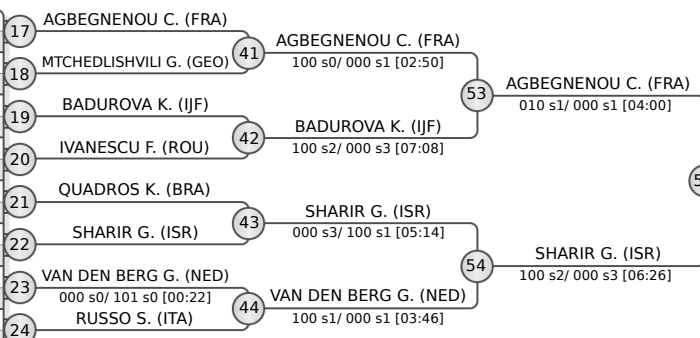 17
AGBEGNENOU C. (FRA)
18
MTCHEDLISHVILI G. (GEO)
41
AGBEGNENOU C. (FRA)
100 s0/ 000 s1 [02:50]
19
BADUROVA K. (IJF)
20
IVANESCU F. (ROU)
42
BADUROVA K. (IJF)
100 s2/ 000 s3 [07:08]
53
AGBEGNENOU C. (FRA)
010 s1/ 000 s1 [04:00]
21
QUADROS K. (BRA)
22
SHARIR G. (ISR)
43
SHARIR G. (ISR)
000 s3/ 100 s1 [05:14]
23
VAN DEN BERG G. (NED)
000 s0/ 101 s0 [00:22]
24
RUSSO S. (ITA)
44
VAN DEN BERG G. (NED)
100 s1/ 000 s1 [03:46]
54
SHARIR G. (ISR)
100 s2/ 000 s3 [06:26]